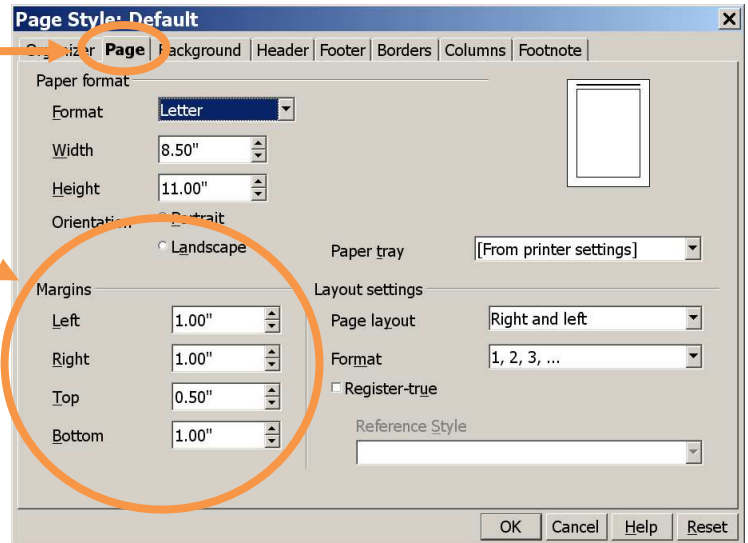 Page Style: Default
Organizer Page Background Header Footer Borders Columns Footnote
Paper format
Format Letter
Width 8.50"
Height 11.00"
Orientation Portrait
Landscape
Paper tray [From printer settings]
Margins
Left 1.00"
Right 1.00"
Top 0.50"
Bottom 1.00"
Layout settings
Page layout Right and left
Format 1, 2, 3, ...
Register-true
Reference Style
OK Cancel Help Reset